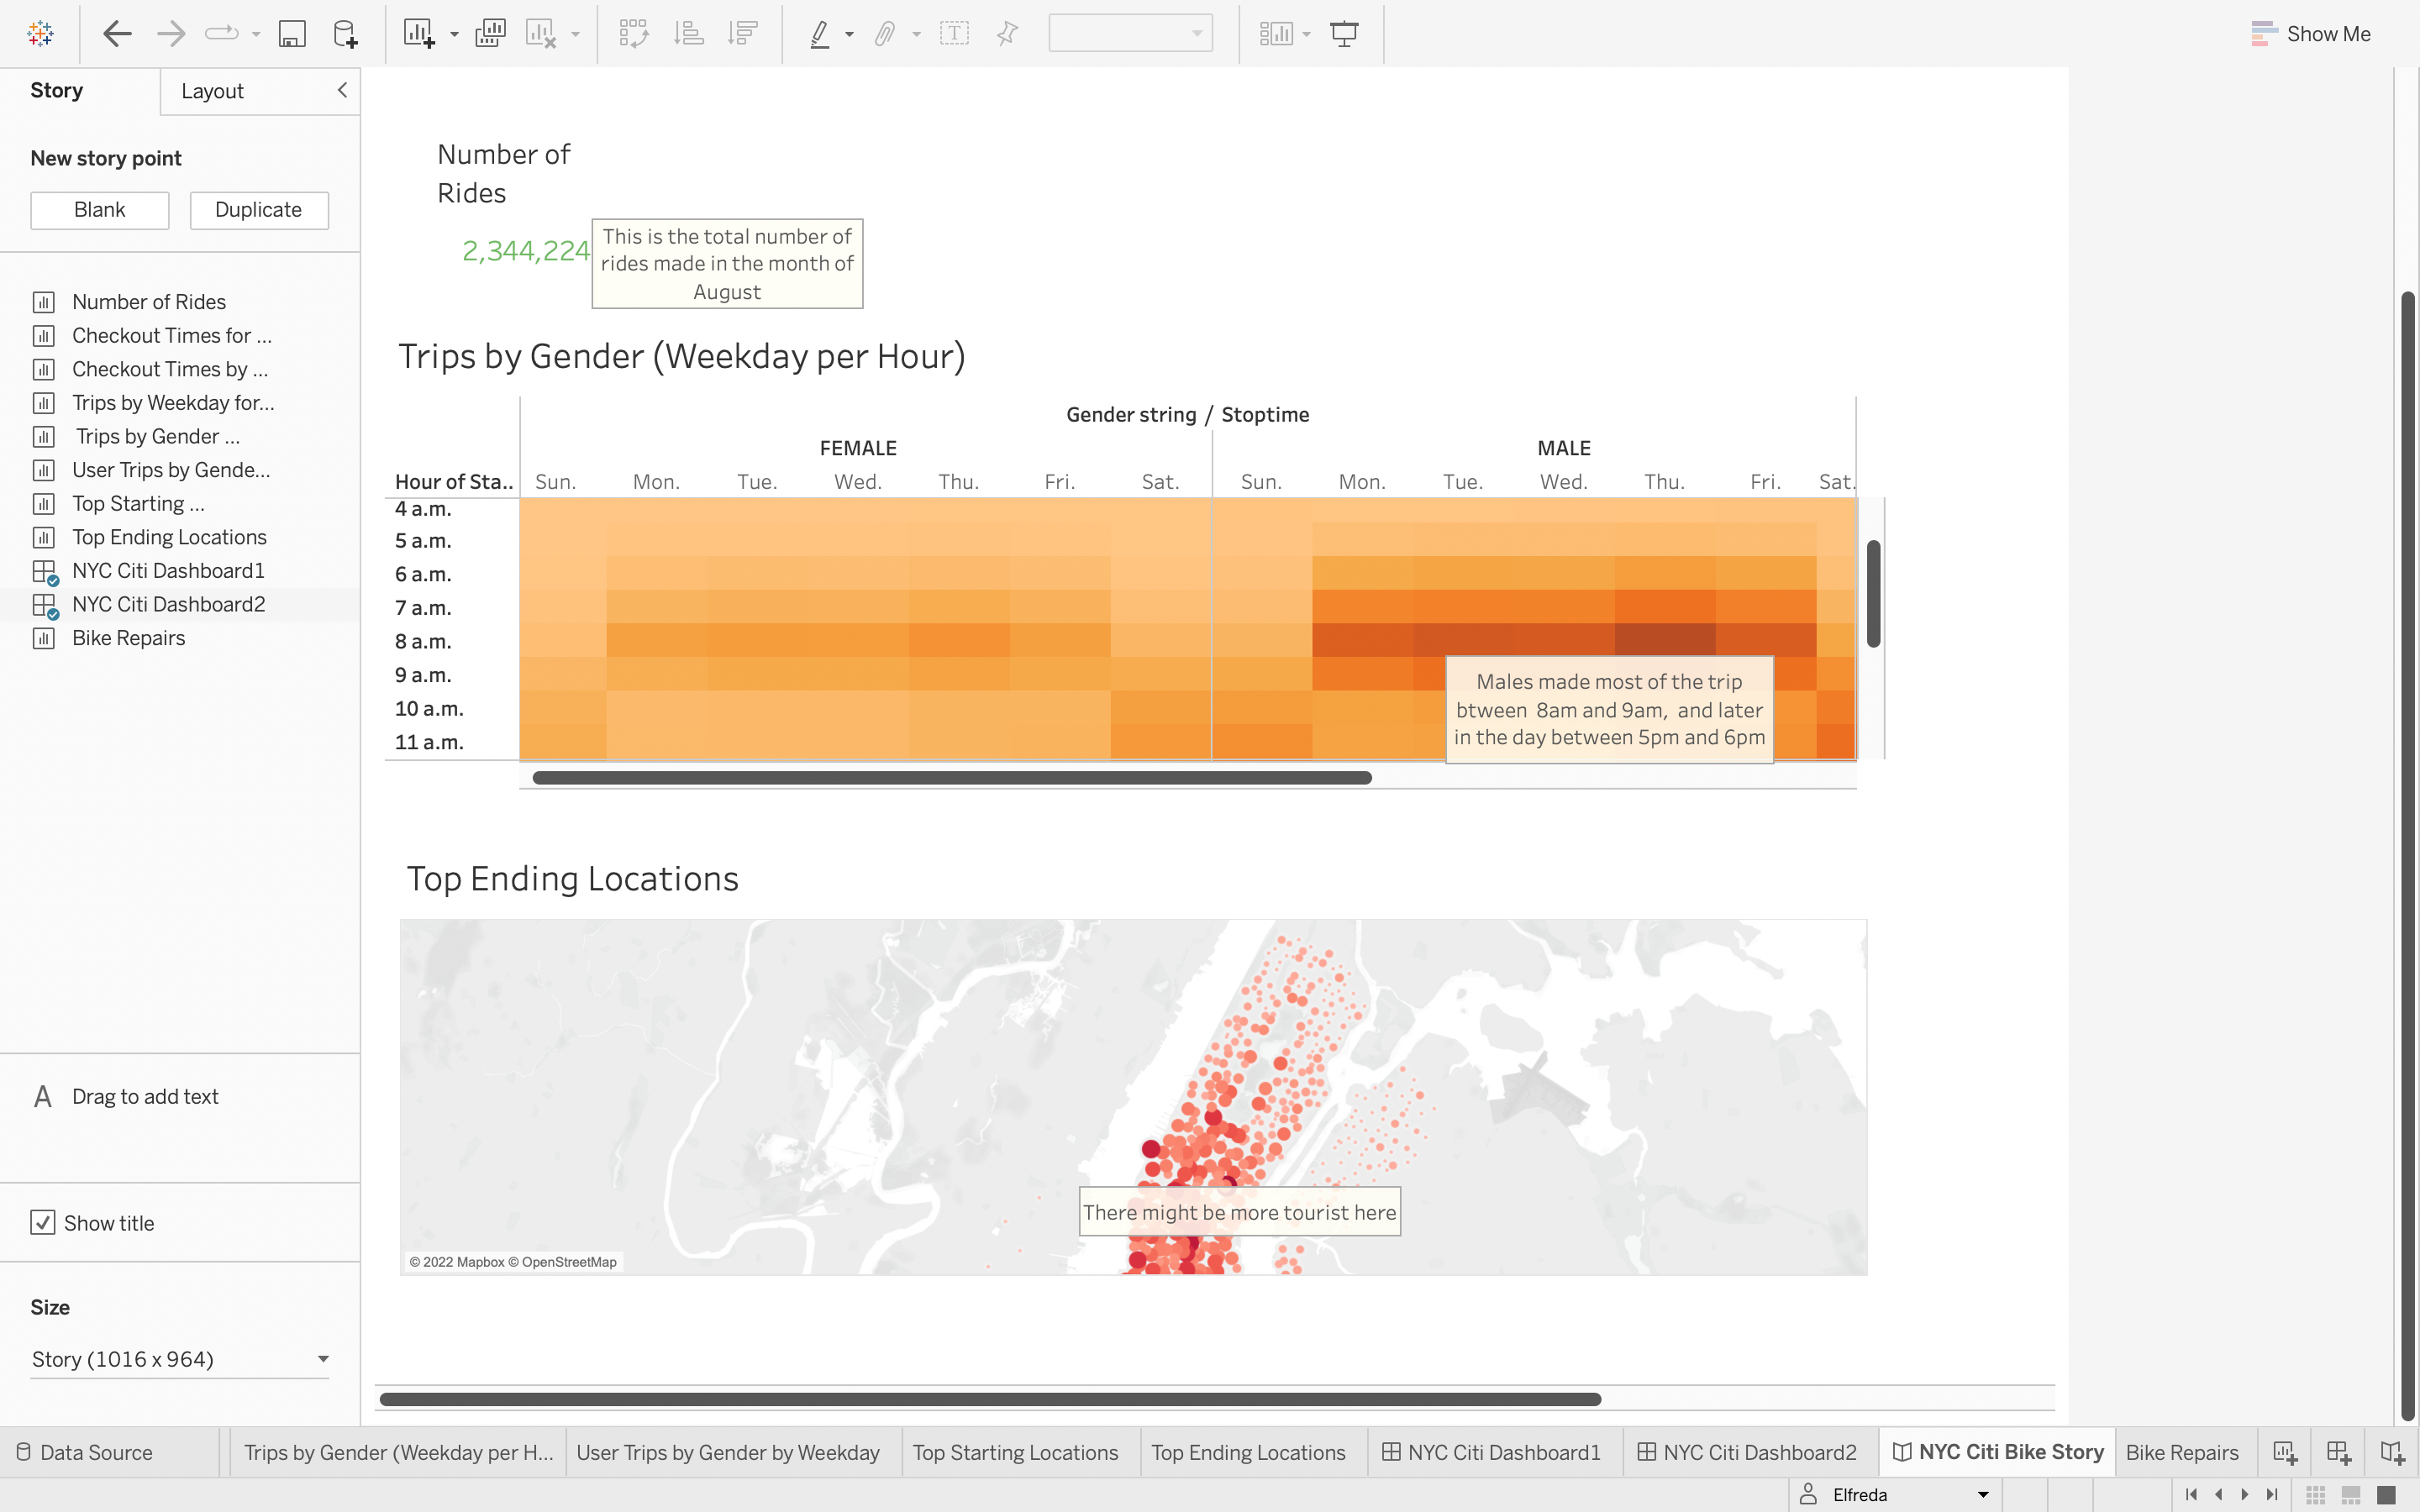 Show Me
Story
Layout
New story point
Blank
Duplicate
Number of Rides
Checkout Times for ...
Checkout Times by ...
Trips by Weekday for...
Trips by Gender ...
User Trips by Gende...
Top Starting ...
Top Ending Locations
NYC Citi Dashboard1
NYC Citi Dashboard2
Bike Repairs
A Drag to add text
Show title
Size
Story (1016 x 964)
Number of
Rides
2,344,224
This is the total number of
rides made in the month of
August
Trips by Gender (Weekday per Hour)
Gender string / Stoptime
FEMALE MALE
Hour of Sta.. Sun. Mon. Tue. Wed. Thu. Fri. Sat. Sun. Mon. Tue. Wed. Thu. Fri. Sat.
4 a.m.
5 a.m.
6 a.m.
7 a.m.
8 a.m.
9 a.m.
10 a.m.
11 a.m.
Males made most of the trip
btween 8am and 9am, and later
in the day between 5pm and 6pm
Top Ending Locations
There might be more tourist here
© 2022 Mapbox © OpenStreetMap
Data Source
Trips by Gender (Weekday per H...
User Trips by Gender by Weekday
Top Starting Locations
Top Ending Locations
NYC Citi Dashboard1
NYC Citi Dashboard2
NYC Citi Bike Story
Bike Repairs
Elfreda